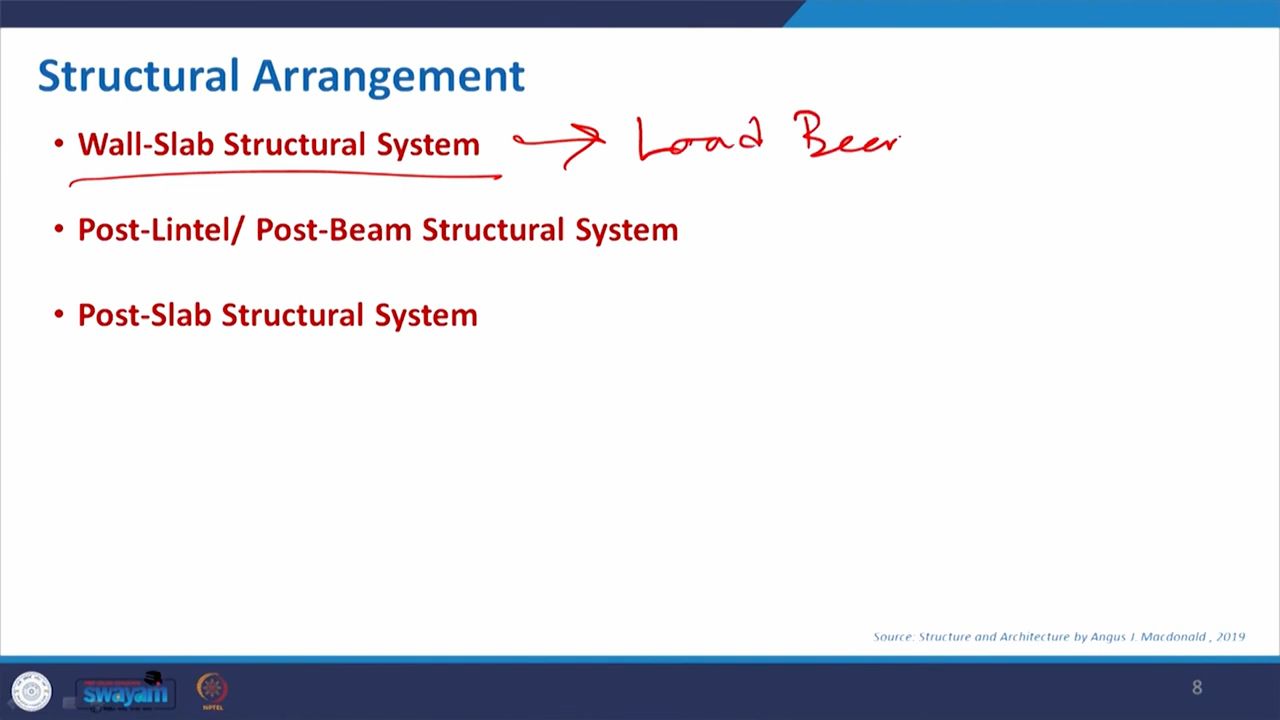 Structural Arrangement
• Wall-Slab Structural System → Load Beer
• Post-Lintel/ Post-Beam Structural System
• Post-Slab Structural System
Source: Structure and Architecture by Angus J. Macdonald , 2019
swayam
NPTEL
8